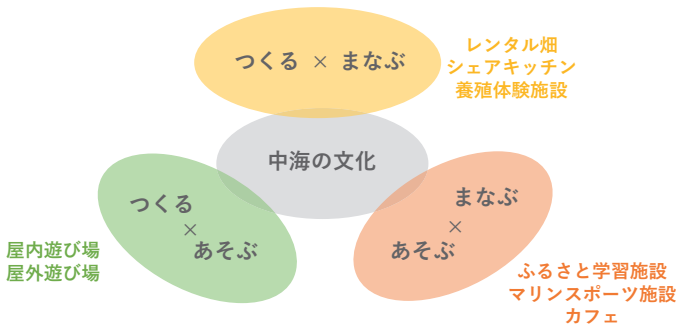 つくる × まなぶ
レンタル畑
シェアキッチン
養殖体験施設
中海の文化
つくる
×
あそぶ
屋内遊び場
屋外遊び場
まなぶ
×
あそぶ
ふるさと学習施設
マリンスポーツ施設
カフェ